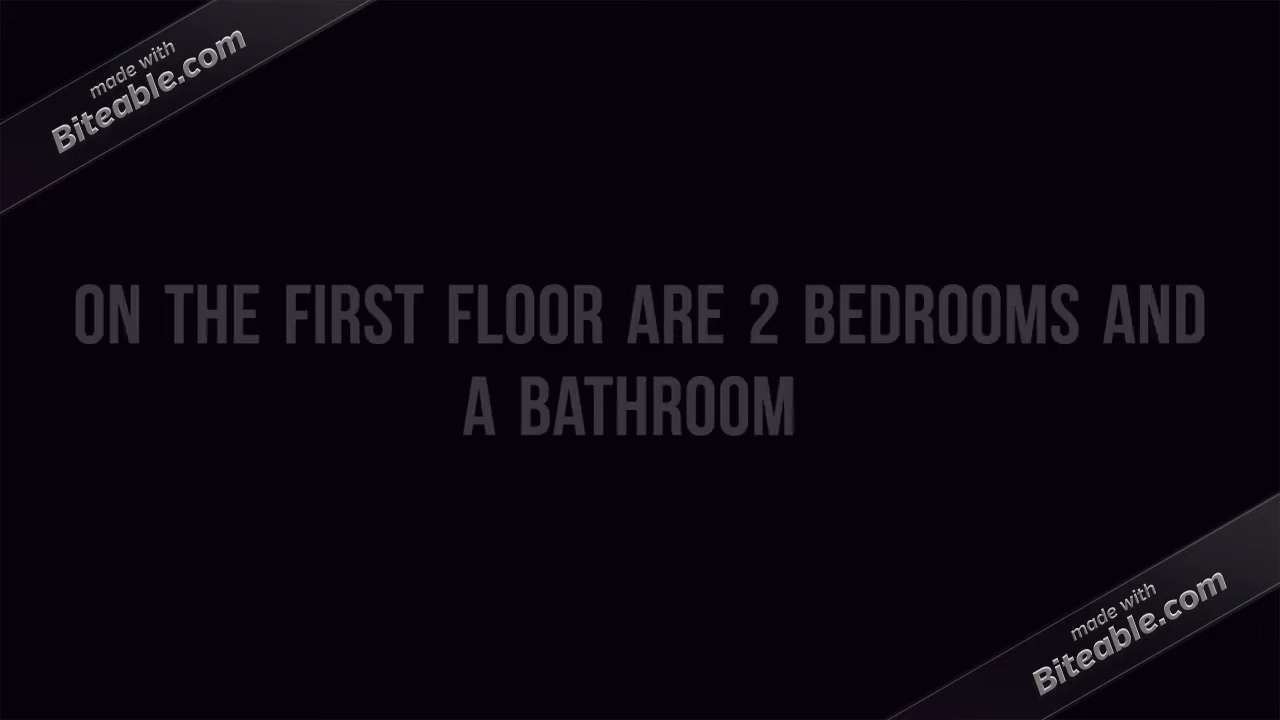 made with
Biteable.com
ON THE FIRST FLOOR ARE 2 BEDROOMS AND
A BATHROOM
made with
Biteable.com